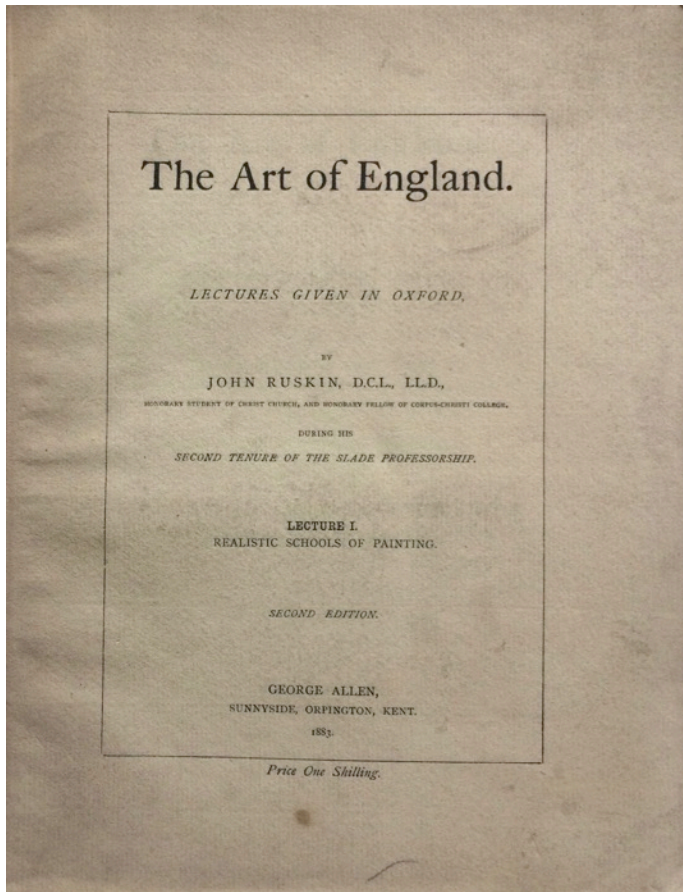 The Art of England.
LECTURES GIVEN IN OXFORD,
BY
JOHN RUSKIN, D.C.L., LL.D.,
HONORARY STUDENT OF CHRIST CHURCH, AND HONORARY FELLOW OF CORPUS-CHRISTI COLLEGE,
DURING HIS
SECOND TENURE OF THE SLADE PROFESSORSHIP.
LECTURE I.
REALISTIC SCHOOLS OF PAINTING.
SECOND EDITION.
GEORGE ALLEN,
SUNNYSIDE, ORPINGTON, KENT.
1883.
Price One Shilling.